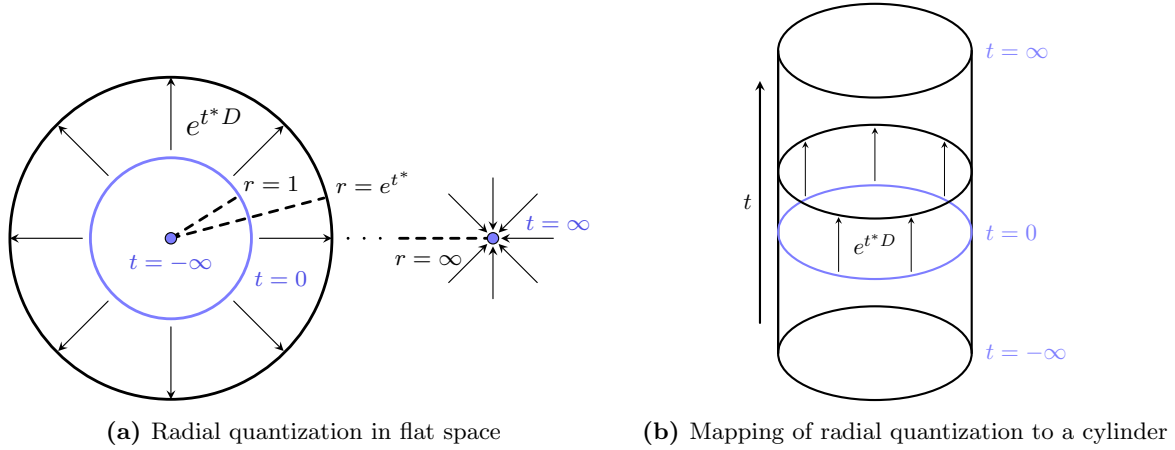 e^{t^*D}
r = 1
r = e^{t^*}
t = −∞
t = 0
. . .
r = ∞
t = ∞
(a) Radial quantization in flat space
t = ∞
t
e^{t^*D}
t = 0
t = −∞
(b) Mapping of radial quantization to a cylinder